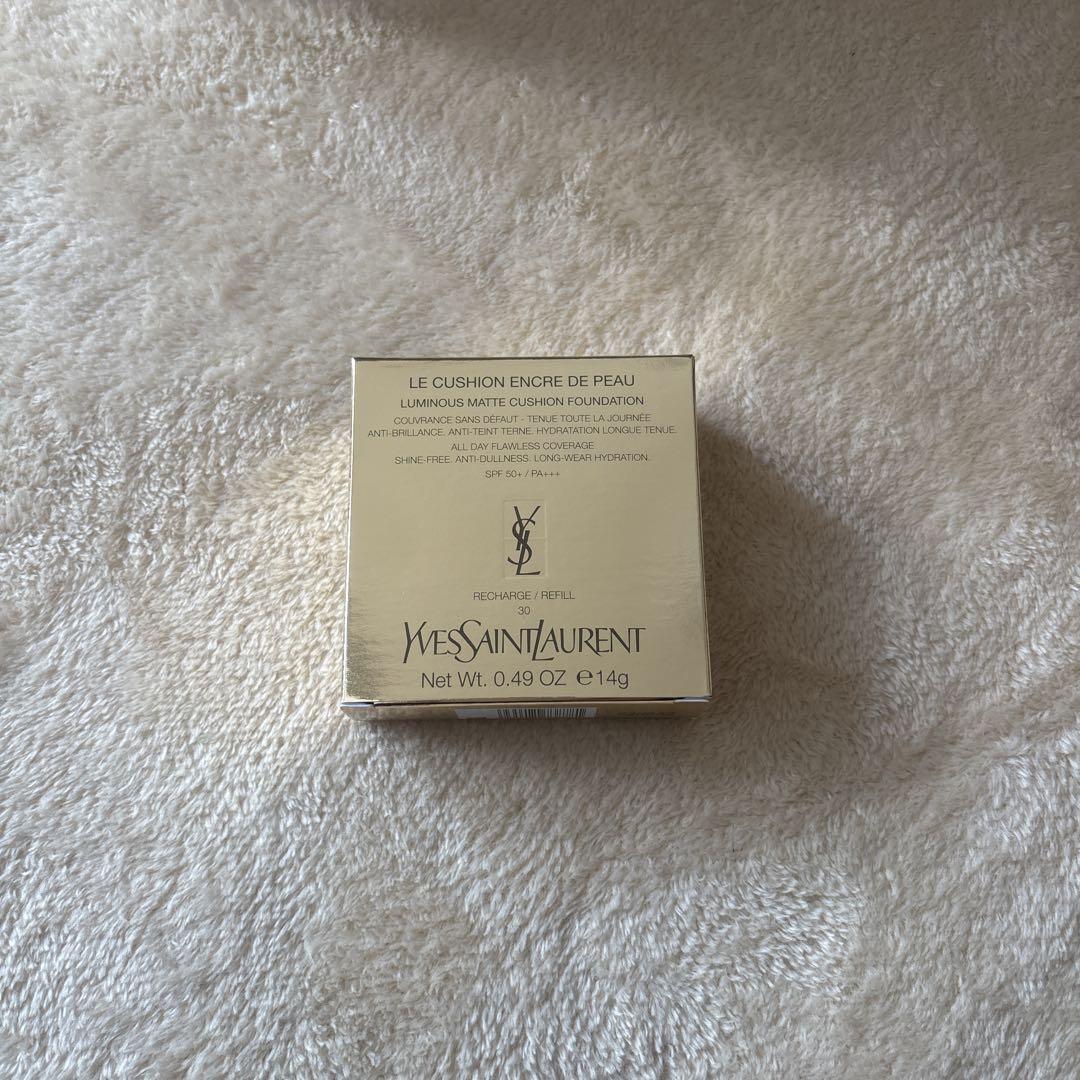 LE CUSHION ENCRE DE PEAU
LUMINOUS MATTE CUSHION FOUNDATION
COUVRANCE SANS DÉFAUT - TENUE TOUTE LA JOURNÉE
ANTI-BRILLANCE. ANTI-TEINT TERNE. HYDRATATION LONGUE TENUE.
ALL DAY FLAWLESS COVERAGE
SHINE-FREE. ANTI-DULLNESS. LONG-WEAR HYDRATION.
SPF 50+ / PA+++
YSL
RECHARGE / REFILL
30
YVESSAINTLAURENT
Net Wt. 0.49 OZ ℮14g